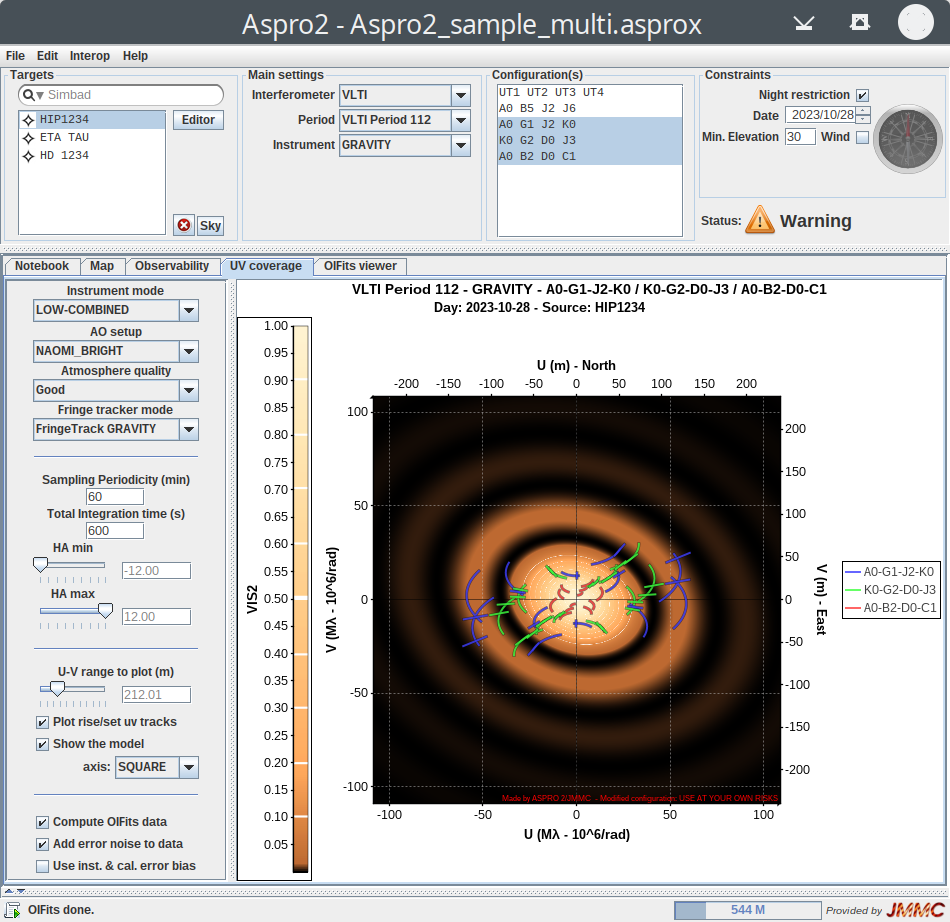 Aspro2 - Aspro2_sample_multi.asprox
File Edit Interop Help
Targets
Simbad
HIP1234
ETA TAU
HD 1234
Editor
Sky
Main settings
Interferometer VLTI
Period VLTI Period 112
Instrument GRAVITY
Configuration(s)
UT1 UT2 UT3 UT4
A0 B5 J2 J6
A0 G1 J2 K0
K0 G2 D0 J3
A0 B2 D0 C1
Constraints
Night restriction
Date 2023/10/28
Min. Elevation 30 Wind
Status: Warning
Notebook Map Observability UV coverage OIFits viewer
Instrument mode
LOW-COMBINED
AO setup
NAOMI_BRIGHT
Atmosphere quality
Good
Fringe tracker mode
FringeTrack GRAVITY
Sampling Periodicity (min)
60
Total Integration time (s)
600
HA min
-12.00
HA max
12.00
U-V range to plot (m)
212.01
Plot rise/set uv tracks
Show the model
axis: SQUARE
Compute OIFits data
Add error noise to data
Use inst. & cal. error bias
VLTI Period 112 - GRAVITY - A0-G1-J2-K0 / K0-G2-D0-J3 / A0-B2-D0-C1
Day: 2023-10-28 - Source: HIP1234
1.00
0.95
0.90
0.85
0.80
0.75
0.70
0.65
0.60
0.55
0.50
0.45
0.40
0.35
0.30
0.25
0.20
0.15
0.10
0.05
VIS2
U (m) - North
-200 -150 -100 -50 0 50 100 150 200
V (Mλ - 10^6/rad)
100
50
0
-50
-100
200
150
100
50
0
-50
-100
-150
-200
V (m) - East
Made by ASPRO 2/JMMC - Modified configuration: USE AT YOUR OWN RISKS
-100 -50 0 50 100
U (Mλ - 10^6/rad)
A0-G1-J2-K0
K0-G2-D0-J3
A0-B2-D0-C1
OIFits done.
544 M
Provided by JMMC